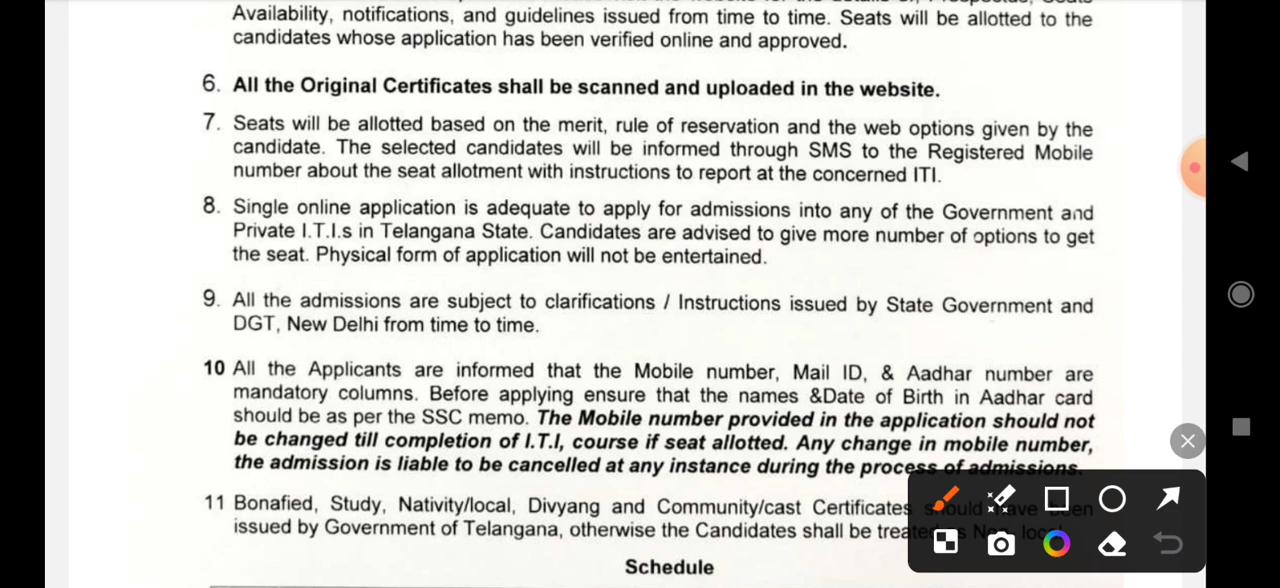 Availability, notifications, and guidelines issued from time to time. Seats will be allotted to the
candidates whose application has been verified online and approved.
6. All the Original Certificates shall be scanned and uploaded in the website.
7. Seats will be allotted based on the merit, rule of reservation and the web options given by the
candidate. The selected candidates will be informed through SMS to the Registered Mobile
number about the seat allotment with instructions to report at the concerned ITI.
8. Single online application is adequate to apply for admissions into any of the Government and
Private I.T.I.s in Telangana State. Candidates are advised to give more number of options to get
the seat. Physical form of application will not be entertained.
9. All the admissions are subject to clarifications / Instructions issued by State Government and
DGT, New Delhi from time to time.
10 All the Applicants are informed that the Mobile number, Mail ID, & Aadhar number are
mandatory columns. Before applying ensure that the names &Date of Birth in Aadhar card
should be as per the SSC memo. The Mobile number provided in the application should not
be changed till completion of I.T.I, course if seat allotted. Any change in mobile number,
the admission is liable to be cancelled at any instance during the process of admissions.
11 Bonafied, Study, Nativity/local, Divyang and Community/cast Certificates should have been
issued by Government of Telangana, otherwise the Candidates shall be treated as Non
Schedule